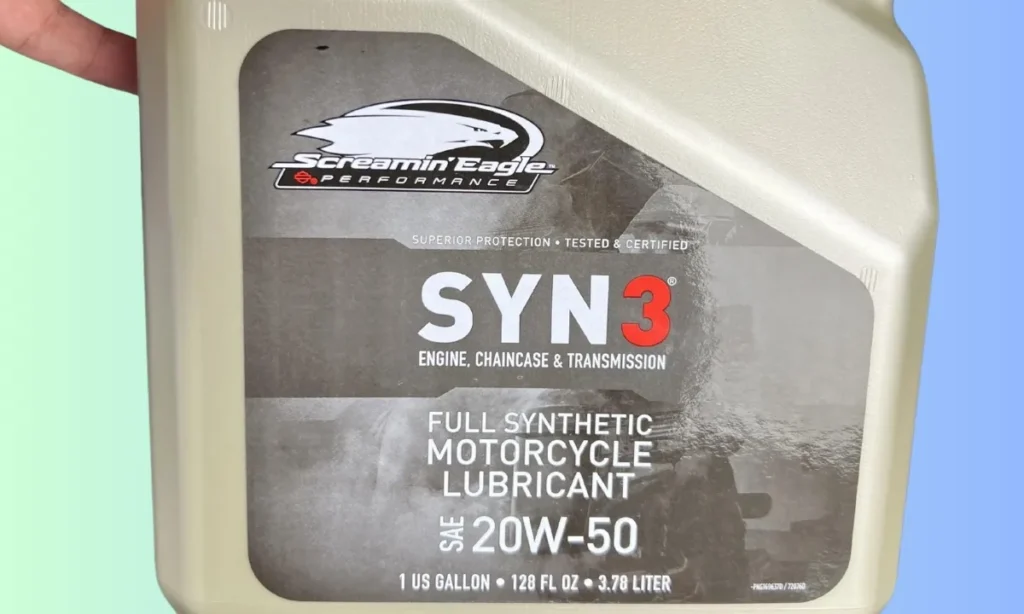 Screamin' Eagle
PERFORMANCE
SUPERIOR PROTECTION • TESTED & CERTIFIED
SYN3®
ENGINE, CHAINCASE & TRANSMISSION
FULL SYNTHETIC
MOTORCYCLE
LUBRICANT
SAE 20W-50
1 US GALLON • 128 FL OZ • 3.78 LITER